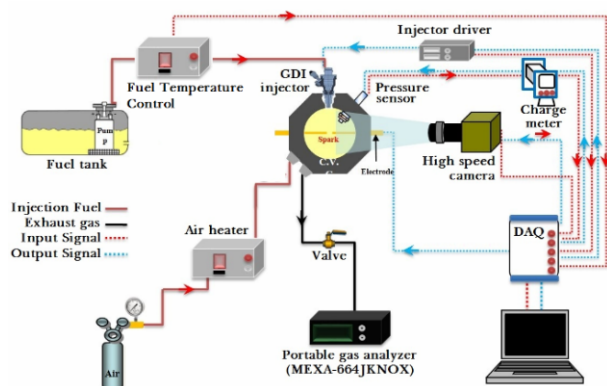 Injector driver
GDI
injector
Pressure
sensor
Fuel Temperature
Control
Charge
meter
Pum
p
Fuel tank
Spark
C.V.
C
Electrode
High speed
camera
Injection Fuel
Exhaust gas
Input Signal
Output Signal
Air heater
Valve
DAQ
Air
Portable gas analyzer
(MEXA-664JKNOX)